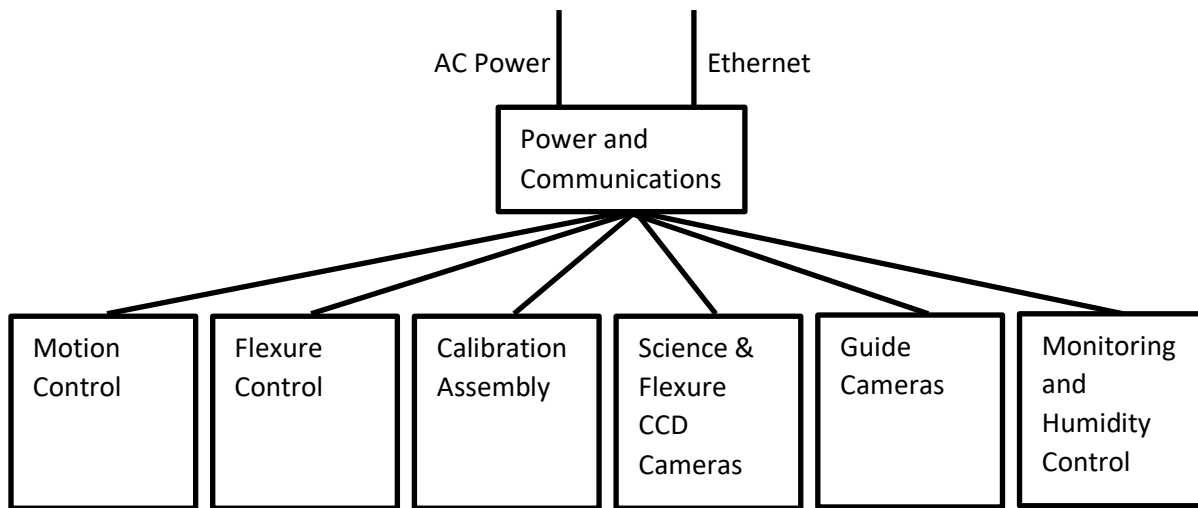 AC Power
Ethernet
Power and
Communications
Motion
Control
Flexure
Control
Calibration
Assembly
Science &
Flexure
CCD
Cameras
Guide
Cameras
Monitoring
and
Humidity
Control